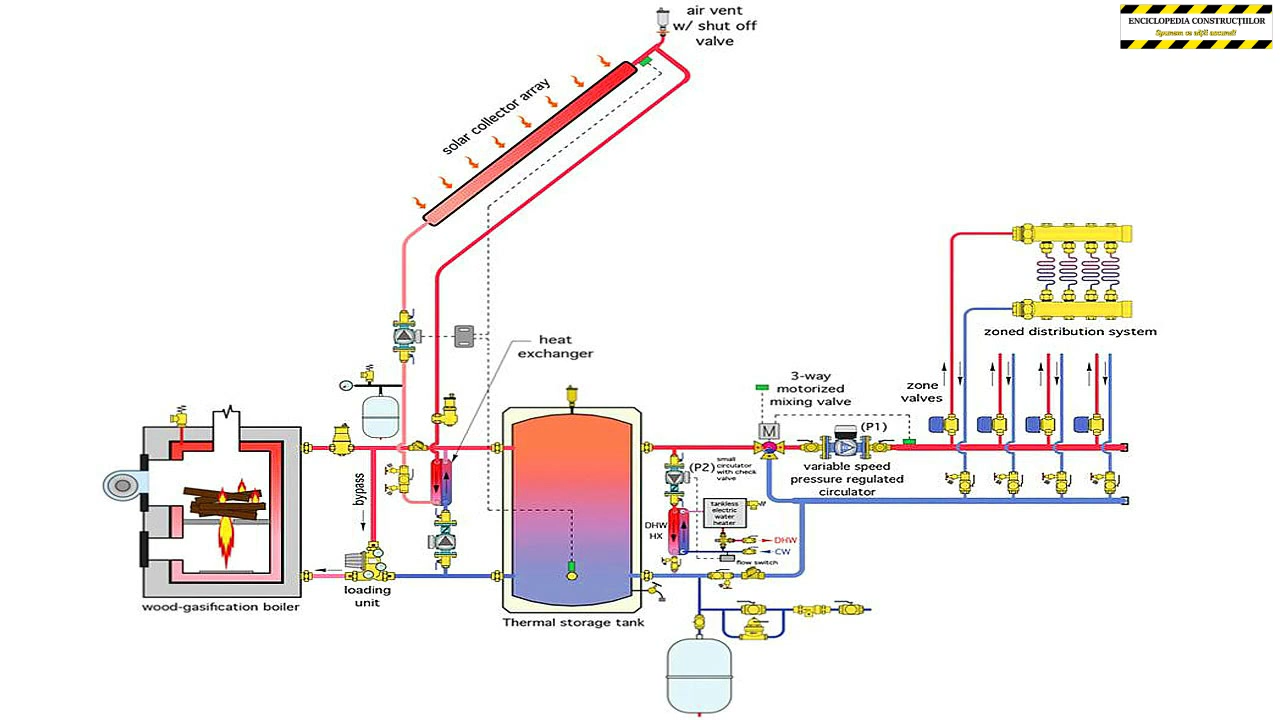 air vent
w/ shut off
valve
ENCICLOPEDIA CONSTRUCȚIILOR
solar collector array
heat
exchanger
zoned distribution system
3-way
motorized
mixing valve
zone
valves
M
(P1)
variable speed
pressure regulated
circulator
(P2)
small
circulator
with check
valve
bypass
tankless
electric
water
heater
DHW
HX
DHW
CW
flow switch
loading
unit
wood-gasification boiler
Thermal storage tank